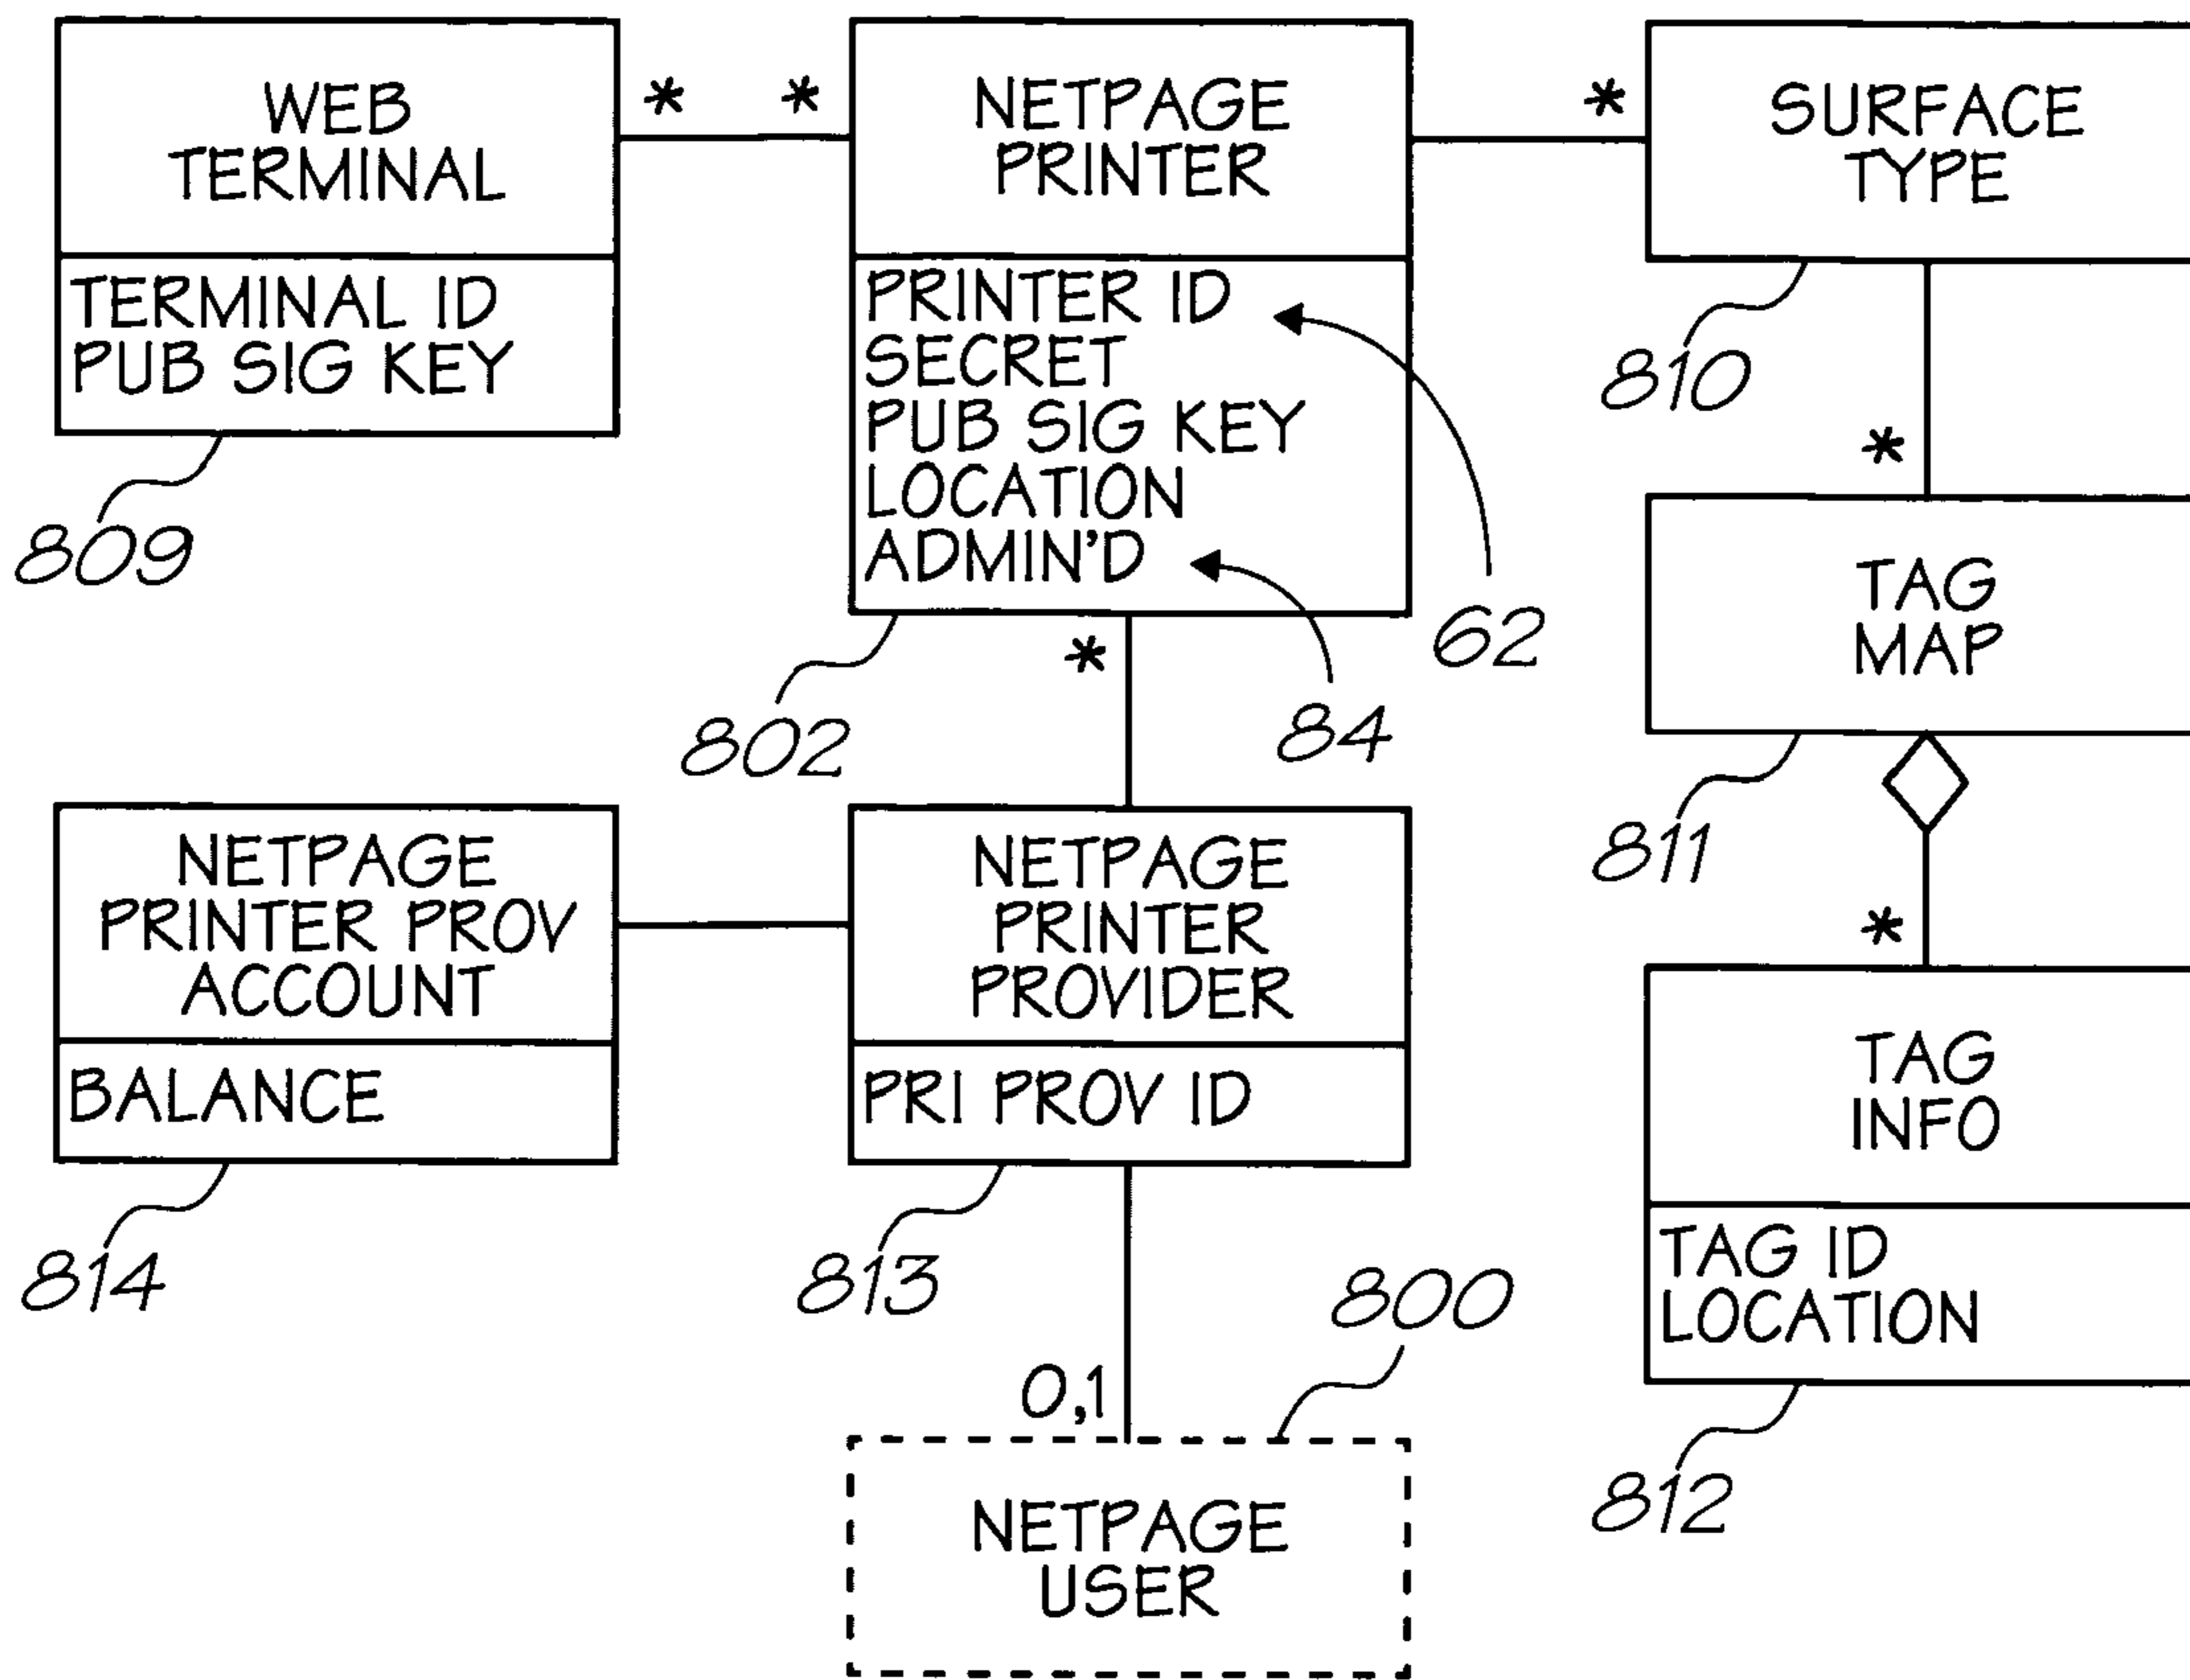 WEB
TERMINAL
TERMINAL ID
PUB SIG KEY
809
*
*
NETPAGE
PRINTER
PRINTER ID
SECRET
PUB SIG KEY
LOCATION
ADMIN'D
62
84
802
*
*
SURFACE
TYPE
810
*
TAG
MAP
811
*
TAG
INFO
TAG ID
LOCATION
812
NETPAGE
PRINTER PROV
ACCOUNT
BALANCE
814
NETPAGE
PRINTER
PROVIDER
PRI PROV ID
813
800
0,1
NETPAGE
USER